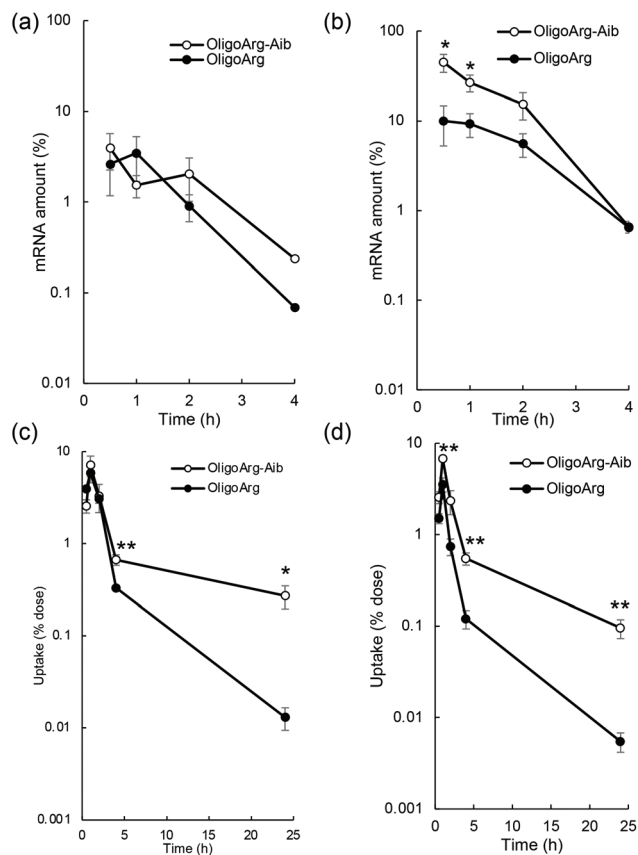 (a)
100
10
1
0.1
0.01
mRNA amount (%)
OligoArg-Aib
OligoArg
0 1 2 3 4
Time (h)
(b)
100
10
1
0.1
0.01
mRNA amount (%)
OligoArg-Aib
OligoArg
*
*
0 1 2 3 4
Time (h)
(c)
10
1
0.1
0.01
0.001
Uptake (% dose)
OligoArg-Aib
OligoArg
**
*
0 5 10 15 20 25
Time (h)
(d)
10
1
0.1
0.01
0.001
Uptake (% dose)
OligoArg-Aib
OligoArg
**
**
**
0 5 10 15 20 25
Time (h)